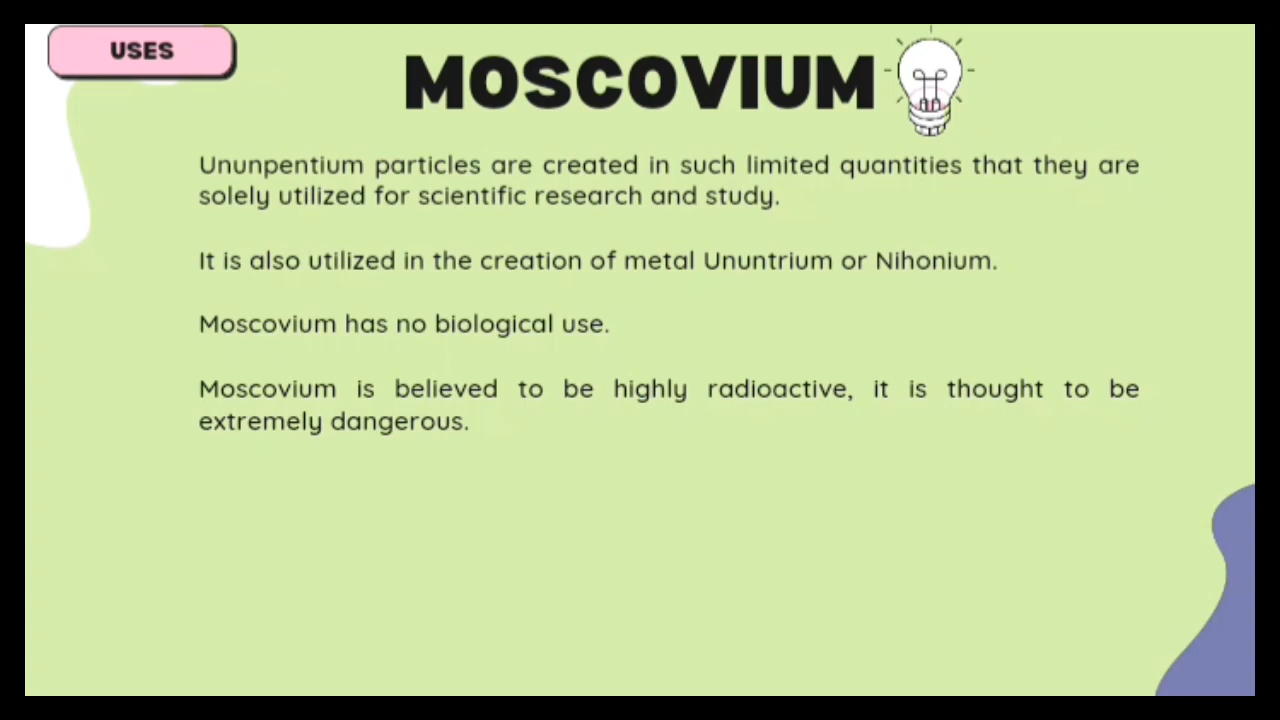 USES
MOSCOVIUM
Ununpentium particles are created in such limited quantities that they are
solely utilized for scientific research and study.
It is also utilized in the creation of metal Ununtrium or Nihonium.
Moscovium has no biological use.
Moscovium is believed to be highly radioactive, it is thought to be
extremely dangerous.